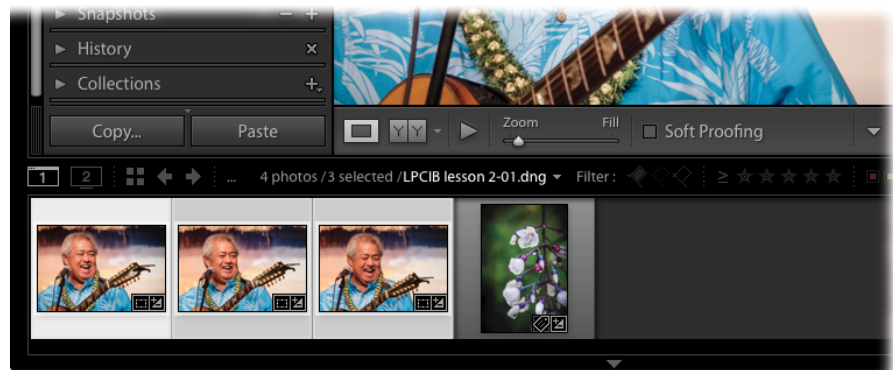 Snapshots
History
Collections
Copy... Paste
Zoom Fill
Soft Proofing
1 2 ... 4 photos /3 selected /LPCIB lesson 2-01.dng Filter : ≥
YY